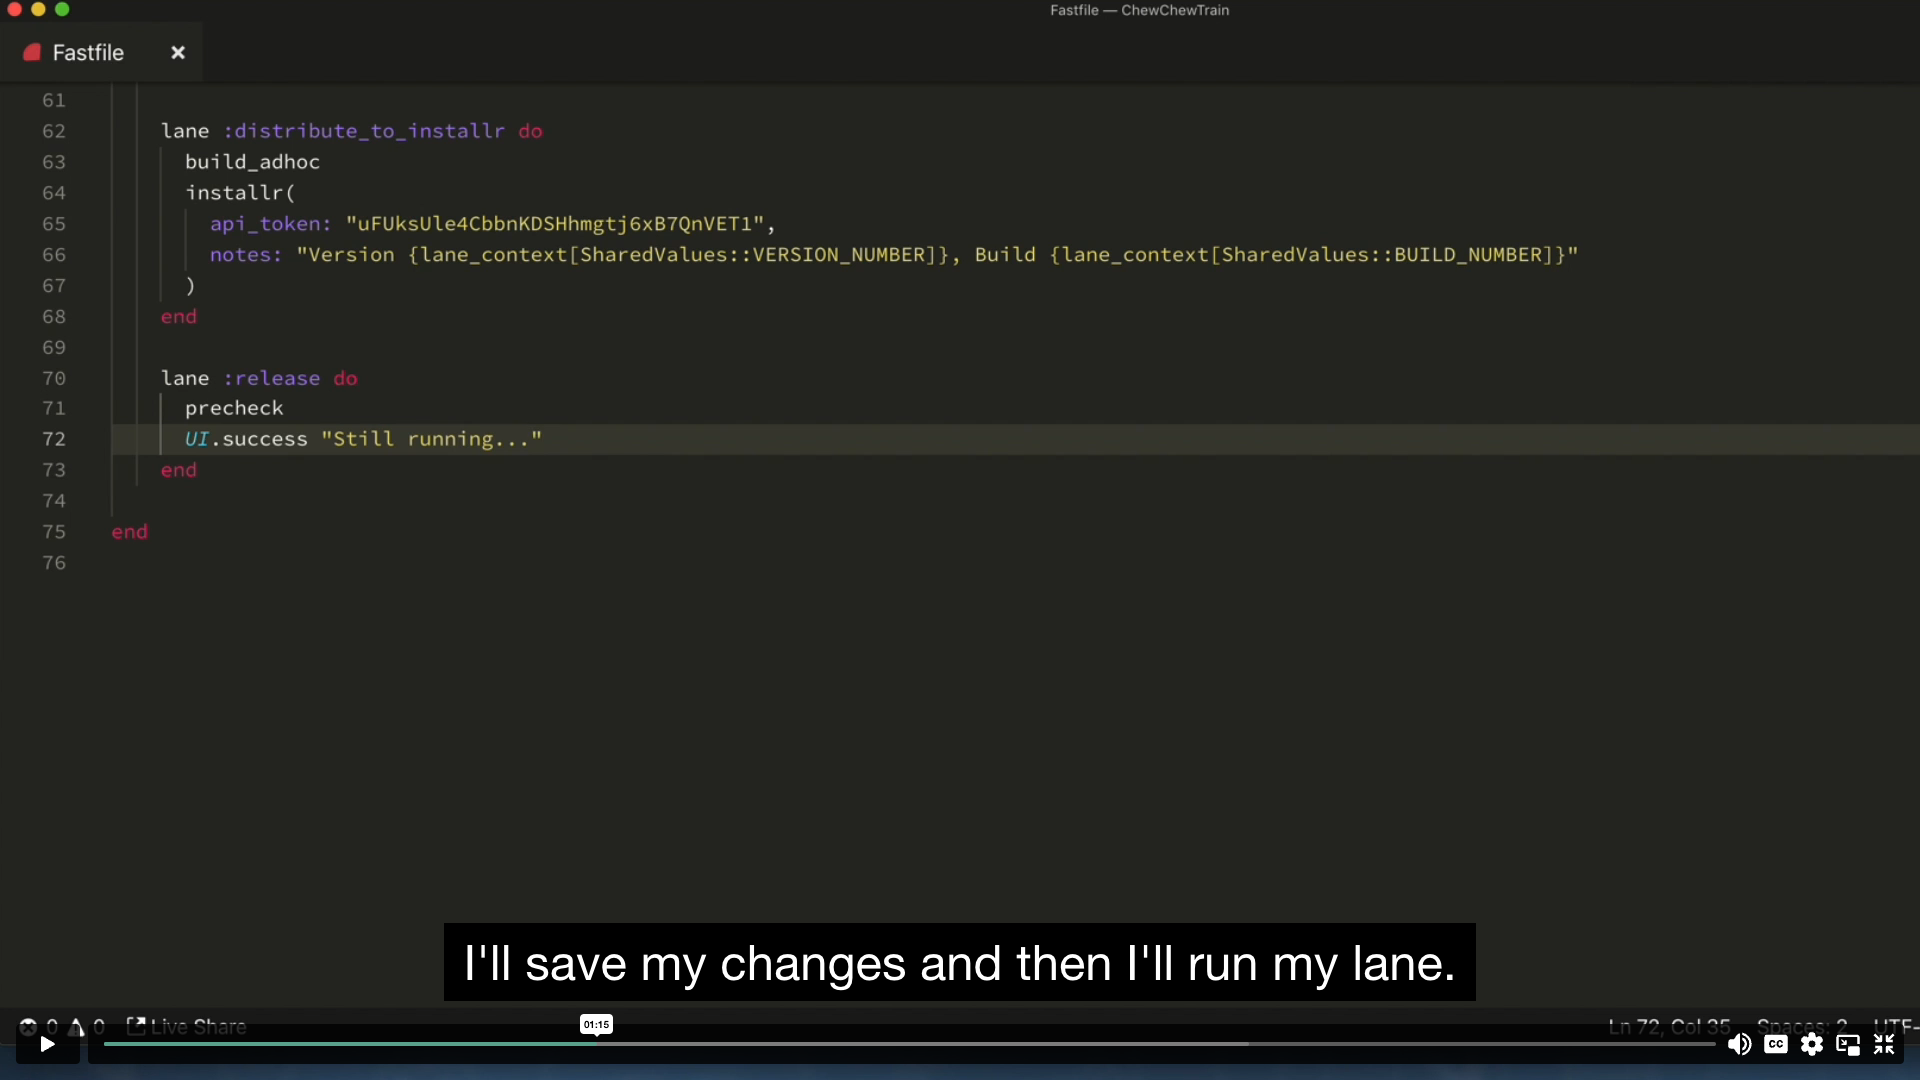 Fastfile — ChewChewTrain
Fastfile
61
62 lane :distribute_to_installr do
63 build_adhoc
64 installr(
65 api_token: "uFUksUle4CbbnKDSHhmgtj6xB7QnVET1",
66 notes: "Version {lane_context[SharedValues::VERSION_NUMBER]}, Build {lane_context[SharedValues::BUILD_NUMBER]}"
67 )
68 end
69
70 lane :release do
71 precheck
72 UI.success "Still running..."
73 end
74
75 end
76
I'll save my changes and then I'll run my lane.
0 0 Live Share
Ln 72, Col 35 Spaces: 2 UTF-
01:15
CC